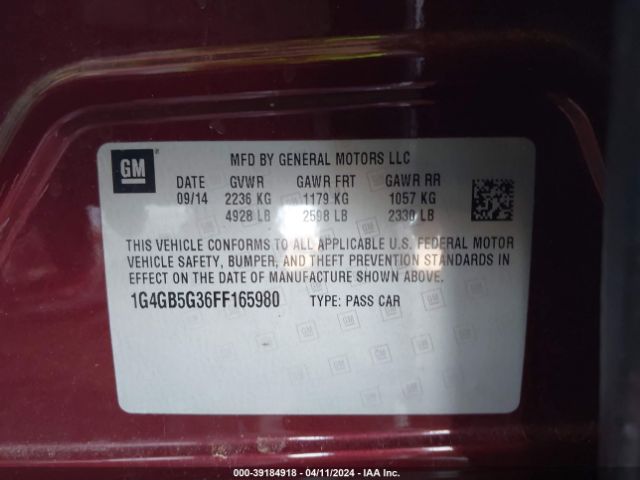 GM
MFD BY GENERAL MOTORS LLC
DATE GVWR GAWR FRT GAWR RR
09/14 2236 KG 1179 KG 1057 KG
4928 LB 2598 LB 2330 LB
THIS VEHICLE CONFORMS TO ALL APPLICABLE U.S. FEDERAL MOTOR
VEHICLE SAFETY, BUMPER, AND THEFT PREVENTION STANDARDS IN
EFFECT ON THE DATE OF MANUFACTURE SHOWN ABOVE.
1G4GB5G36FF165980 TYPE: PASS CAR
000-39184918 - 04/11/2024 - IAA Inc.